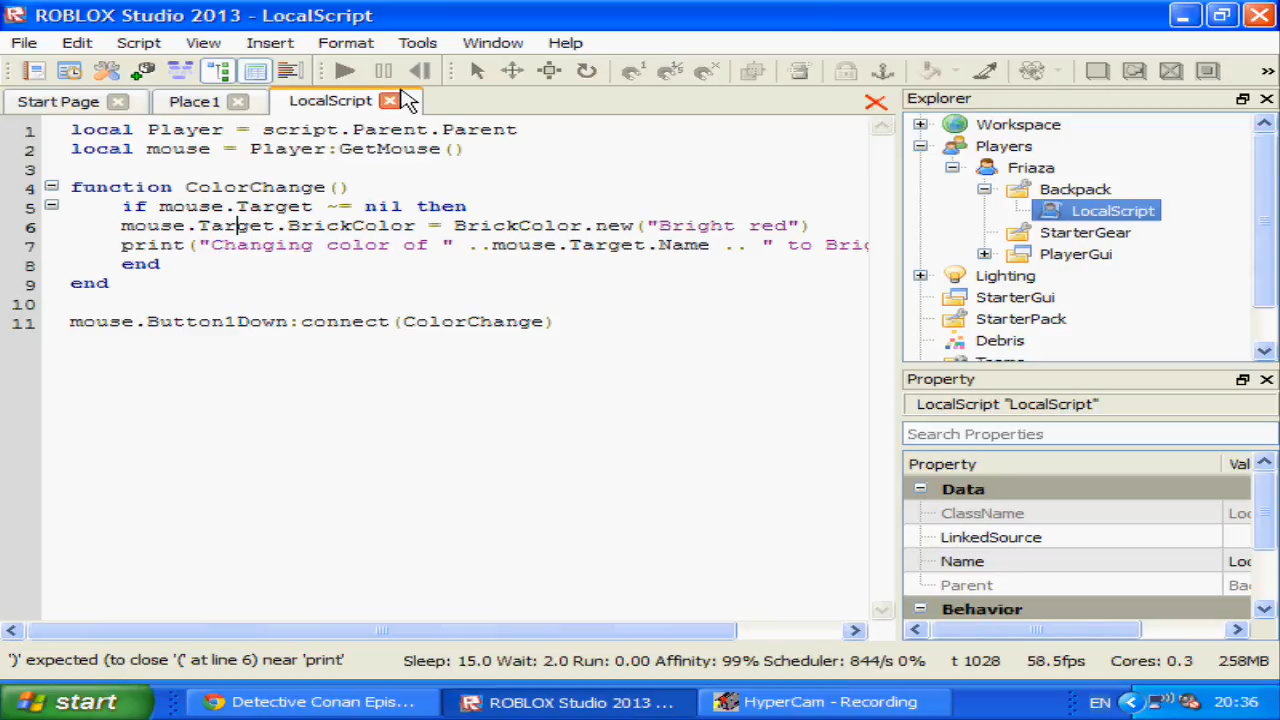 ROBLOX Studio 2013 - LocalScript
File Edit Script View Insert Format Tools Window Help
Start Page Place1 LocalScript
1 local Player = script.Parent.Parent
2 local mouse = Player:GetMouse()
3
4 function ColorChange()
5 if mouse.Target ~= nil then
6 mouse.Target.BrickColor = BrickColor.new("Bright red")
7 print("Changing color of " ..mouse.Target.Name .. " to Brig
8 end
9 end
10
11 mouse.Button1Down:connect(ColorChange)
Explorer
Workspace
Players
Friaza
Backpack
LocalScript
StarterGear
PlayerGui
Lighting
StarterGui
StarterPack
Debris
Property
LocalScript "LocalScript"
Search Properties
Property Val
Data
ClassName Loc
LinkedSource
Name Loc
Parent Ba
Behavior
')' expected (to close '(' at line 6) near 'print' Sleep: 15.0 Wait: 2.0 Run: 0.00 Affinity: 99% Scheduler: 844/s 0% t 1028 58.5fps Cores: 0.3 258MB
start Detective Conan Epis... ROBLOX Studio 2013 ... HyperCam - Recording EN 20:36